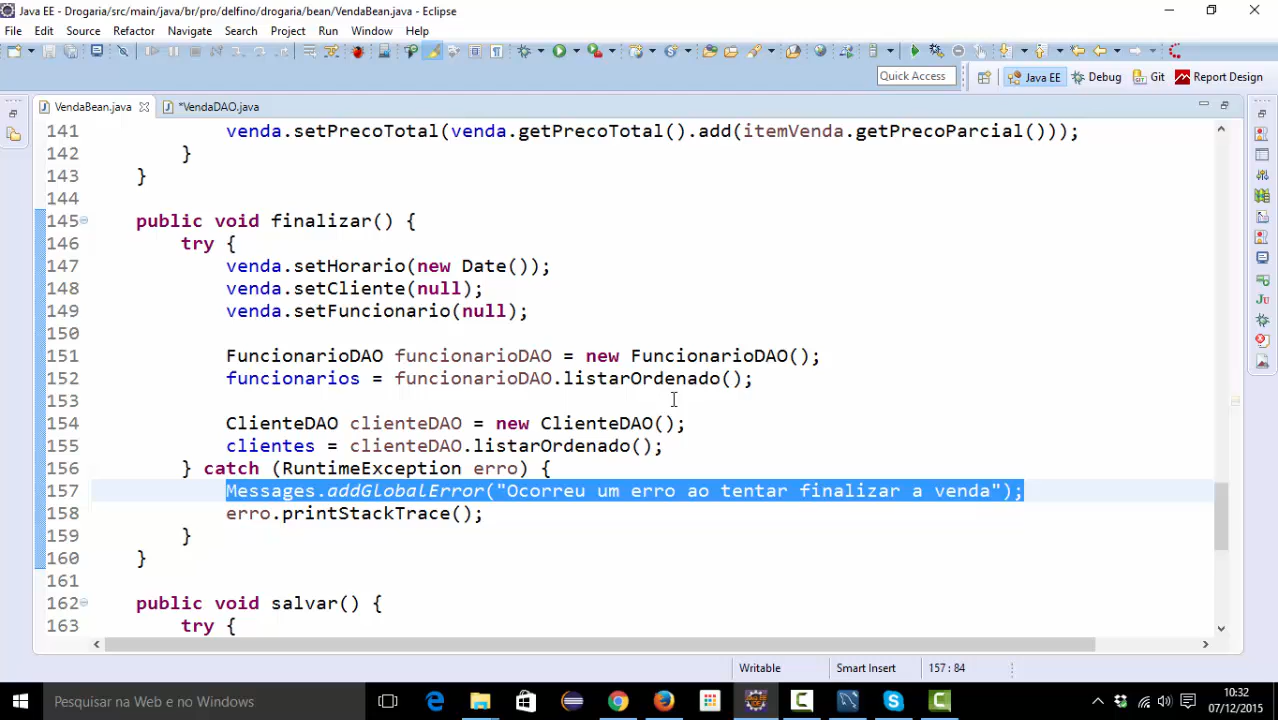 Java EE - Drogaria/src/main/java/br/pro/delfino/drogaria/bean/VendaBean.java - Eclipse
File Edit Source Refactor Navigate Search Project Run Window Help
Quick Access
Java EE Debug Git Report Design
VendaBean.java *VendaDAO.java
141 venda.setPrecoTotal(venda.getPrecoTotal().add(itemVenda.getPrecoParcial()));
142 }
143 }
144
145 public void finalizar() {
146 try {
147 venda.setHorario(new Date());
148 venda.setCliente(null);
149 venda.setFuncionario(null);
150
151 FuncionarioDAO funcionarioDAO = new FuncionarioDAO();
152 funcionarios = funcionarioDAO.listarOrdenado();
153
154 ClienteDAO clienteDAO = new ClienteDAO();
155 clientes = clienteDAO.listarOrdenado();
156 } catch (RuntimeException erro) {
157 Messages.addGlobalError("Ocorreu um erro ao tentar finalizar a venda");
158 erro.printStackTrace();
159 }
160 }
161
162 public void salvar() {
163 try {
Writable Smart Insert 157 : 84
Pesquisar na Web e no Windows
10:32
07/12/2015